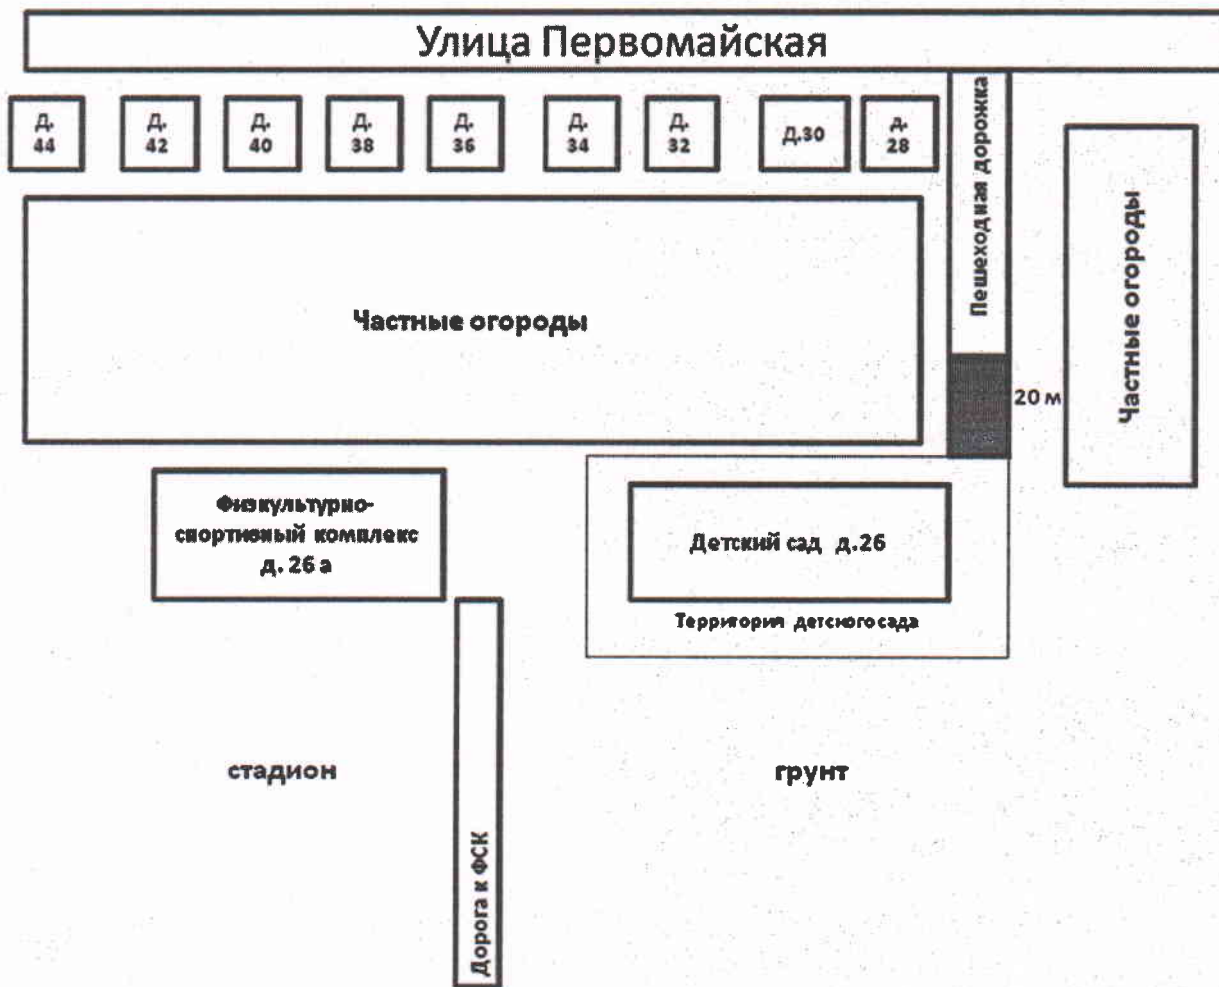 Улица Первомайская
Д.
44
Д.
42
Д.
40
Д.
38
Д.
36
Д.
34
Д.
32
Д.30
д.
28
Пешеходная дорожка
Частные огороды
Частные огороды
20 м
Физкультурно-
спортивный комплекс
д. 26 а
Детский сад д.26
Территория детского сада
стадион
грунт
Дорога к ФСК